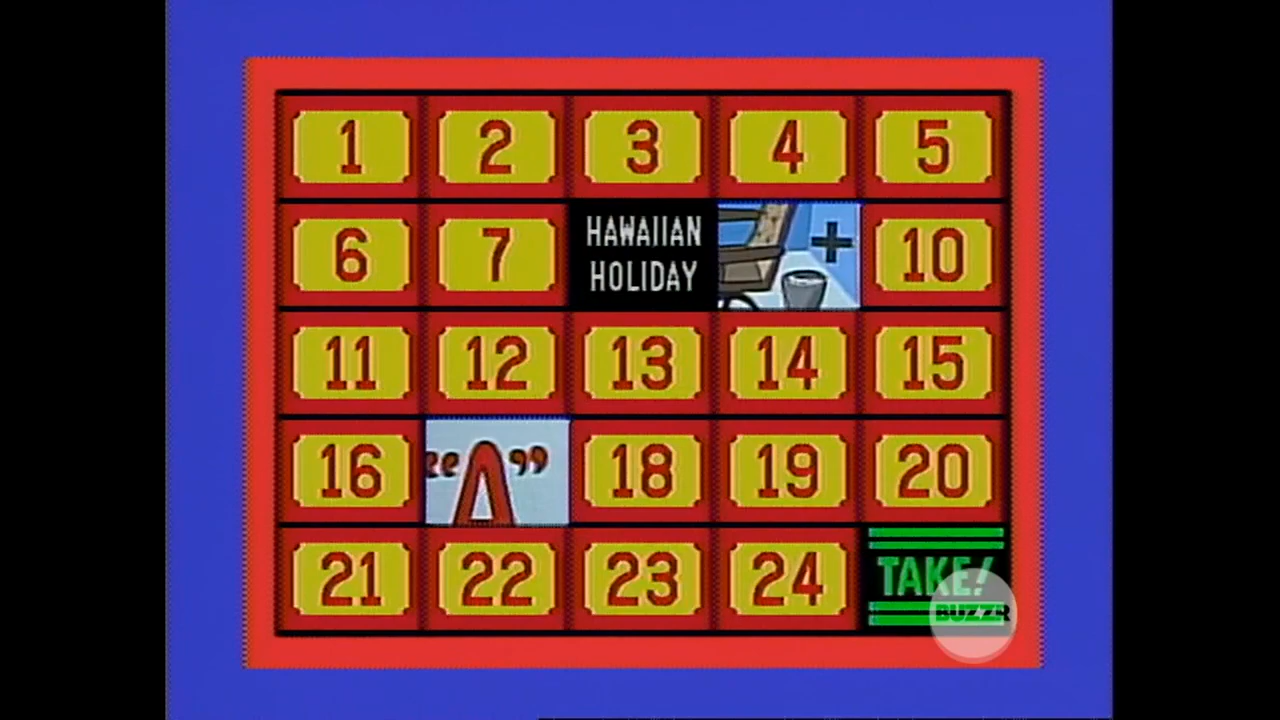 1 2 3 4 5
6 7 HAWAIIAN
HOLIDAY + 10
11 12 13 14 15
16 “A” 18 19 20
21 22 23 24 TAKE!
BUZZR